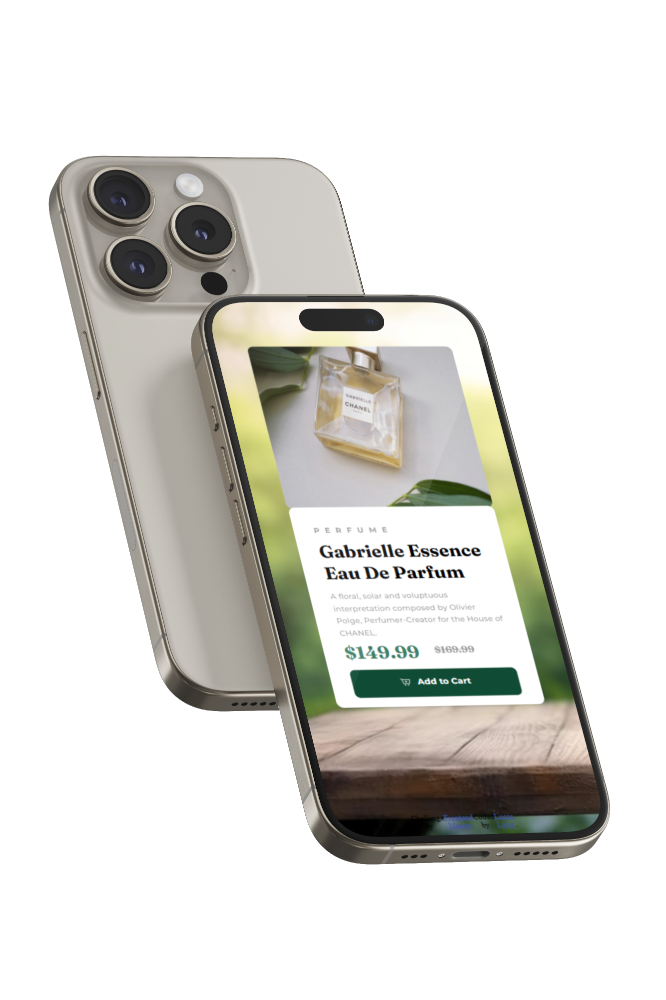 GABRIELLE
CHANEL
PERFUME
Gabrielle Essence
Eau De Parfum
A floral, solar and voluptuous
interpretation composed by Olivier
Polge, Perfumer-Creator for the House of
CHANEL.
$149.99 $169.99
Add to Cart